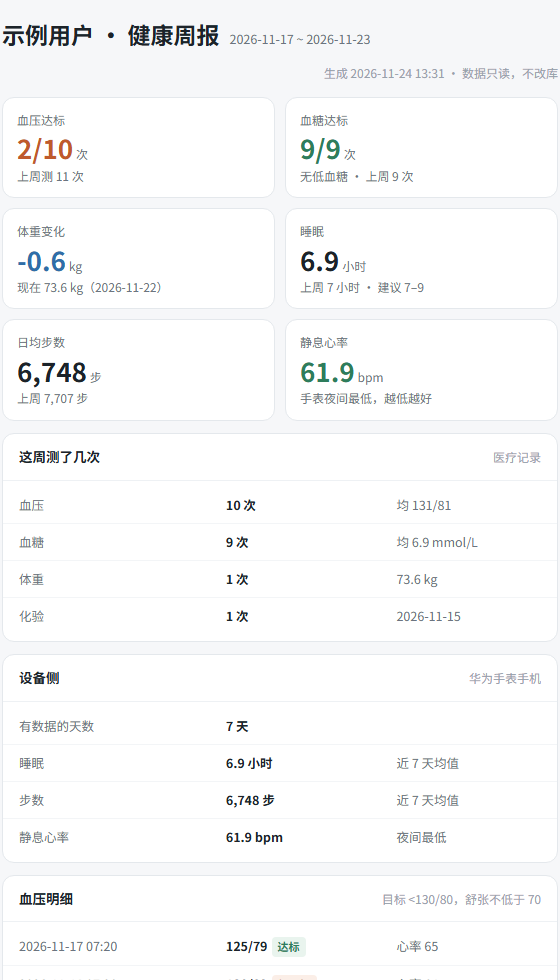 示例用户 · 健康周报 2026-11-17 ~ 2026-11-23
生成 2026-11-24 13:31 · 数据只读，不改库
血压达标
2/10 次
上周测 11 次
血糖达标
9/9 次
无低血糖 · 上周 9 次
体重变化
-0.6 kg
现在 73.6 kg（2026-11-22）
睡眠
6.9 小时
上周 7 小时 · 建议 7–9
日均步数
6,748 步
上周 7,707 步
静息心率
61.9 bpm
手表夜间最低，越低越好
这周测了几次 医疗记录
血压 10 次 均 131/81
血糖 9 次 均 6.9 mmol/L
体重 1 次 73.6 kg
化验 1 次 2026-11-15
设备侧 华为手表手机
有数据的天数 7 天
睡眠 6.9 小时 近 7 天均值
步数 6,748 步 近 7 天均值
静息心率 61.9 bpm 夜间最低
血压明细 目标 <130/80，舒张不低于 70
2026-11-17 07:20 125/79 达标 心率 65